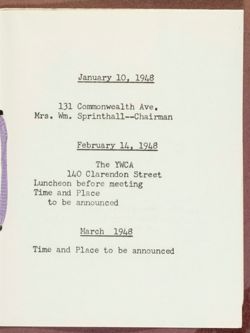 January 10, 1948
131 Commonwealth Ave.
Mrs. Wm. Sprinthall--Chairman
February 14, 1948
The YWCA
140 Clarendon Street
Luncheon before meeting
Time and Place
to be announced
March 1948
Time and Place to be announced